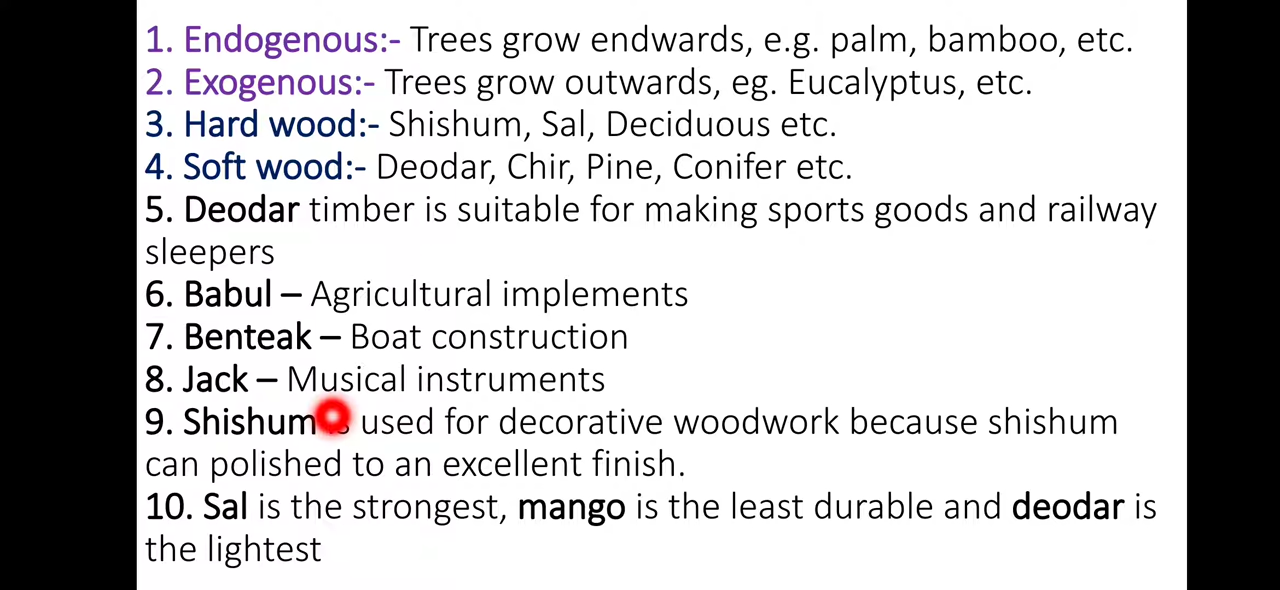 1. Endogenous:- Trees grow endwards, e.g. palm, bamboo, etc.
2. Exogenous:- Trees grow outwards, eg. Eucalyptus, etc.
3. Hard wood:- Shishum, Sal, Deciduous etc.
4. Soft wood:- Deodar, Chir, Pine, Conifer etc.
5. Deodar timber is suitable for making sports goods and railway
sleepers
6. Babul – Agricultural implements
7. Benteak – Boat construction
8. Jack – Musical instruments
9. Shishum used for decorative woodwork because shishum
can polished to an excellent finish.
10. Sal is the strongest, mango is the least durable and deodar is
the lightest